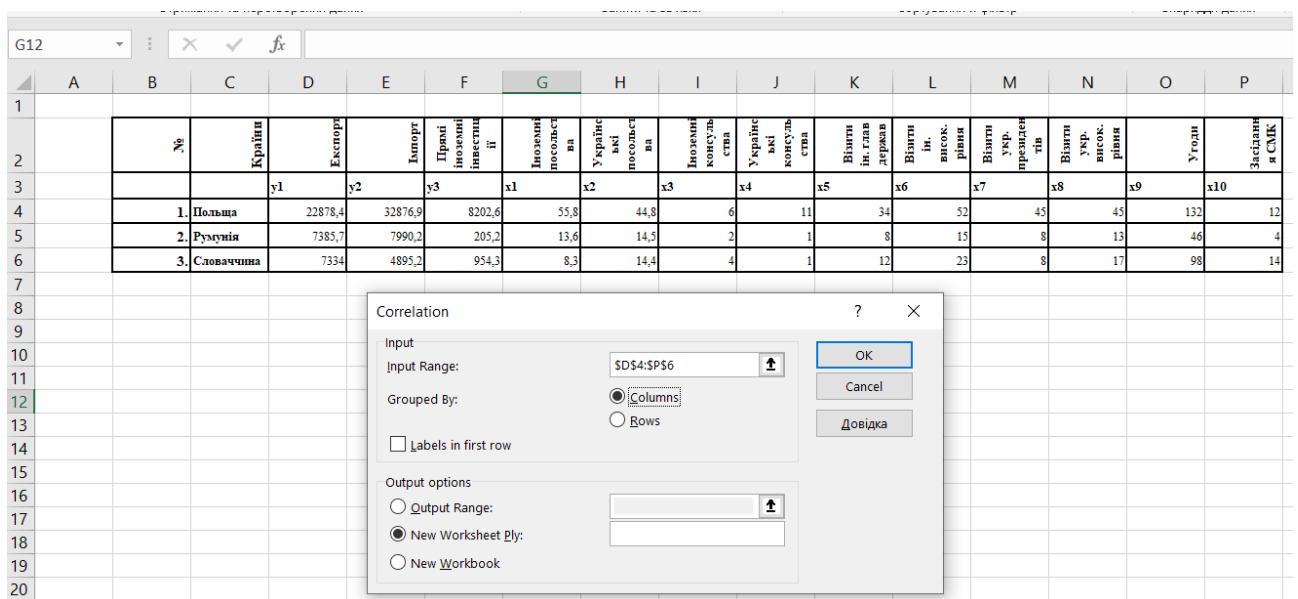 G12 fx
A B C D E F G H I J K L M N O P
1
2 № Країни Експорт Імпорт Прямі іноземні інвестиції Іноземні посольства Українські посольства Іноземні консульства Українські консульства Візити ін. глав держав Візити ін. висок. рівня Візити укр. президентів Візити укр. висок. рівня Угоди Засідання СМК
3 y1 y2 y3 x1 x2 x3 x4 x5 x6 x7 x8 x9 x10
4 1. Польща 22878,4 32876,9 8202,6 55,8 44,8 6 11 34 52 45 45 132 12
5 2. Румунія 7385,7 7990,2 205,2 13,6 14,5 2 1 8 15 8 13 46 4
6 3. Словаччина 7334 4895,2 954,3 8,3 14,4 4 1 12 23 8 17 98 14
7
8
9
10
11
12
13
14
15
16
17
18
19
20
Correlation ?
Input
Input Range: $D$4:$P$6
Grouped By: Columns
Rows
Labels in first row
OK
Cancel
Довідка
Output options
Output Range:
New Worksheet Ply:
New Workbook